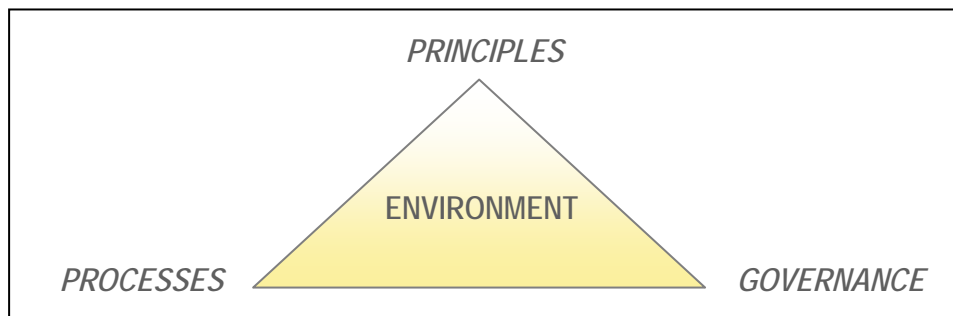 PRINCIPLES
ENVIRONMENT
PROCESSES
GOVERNANCE